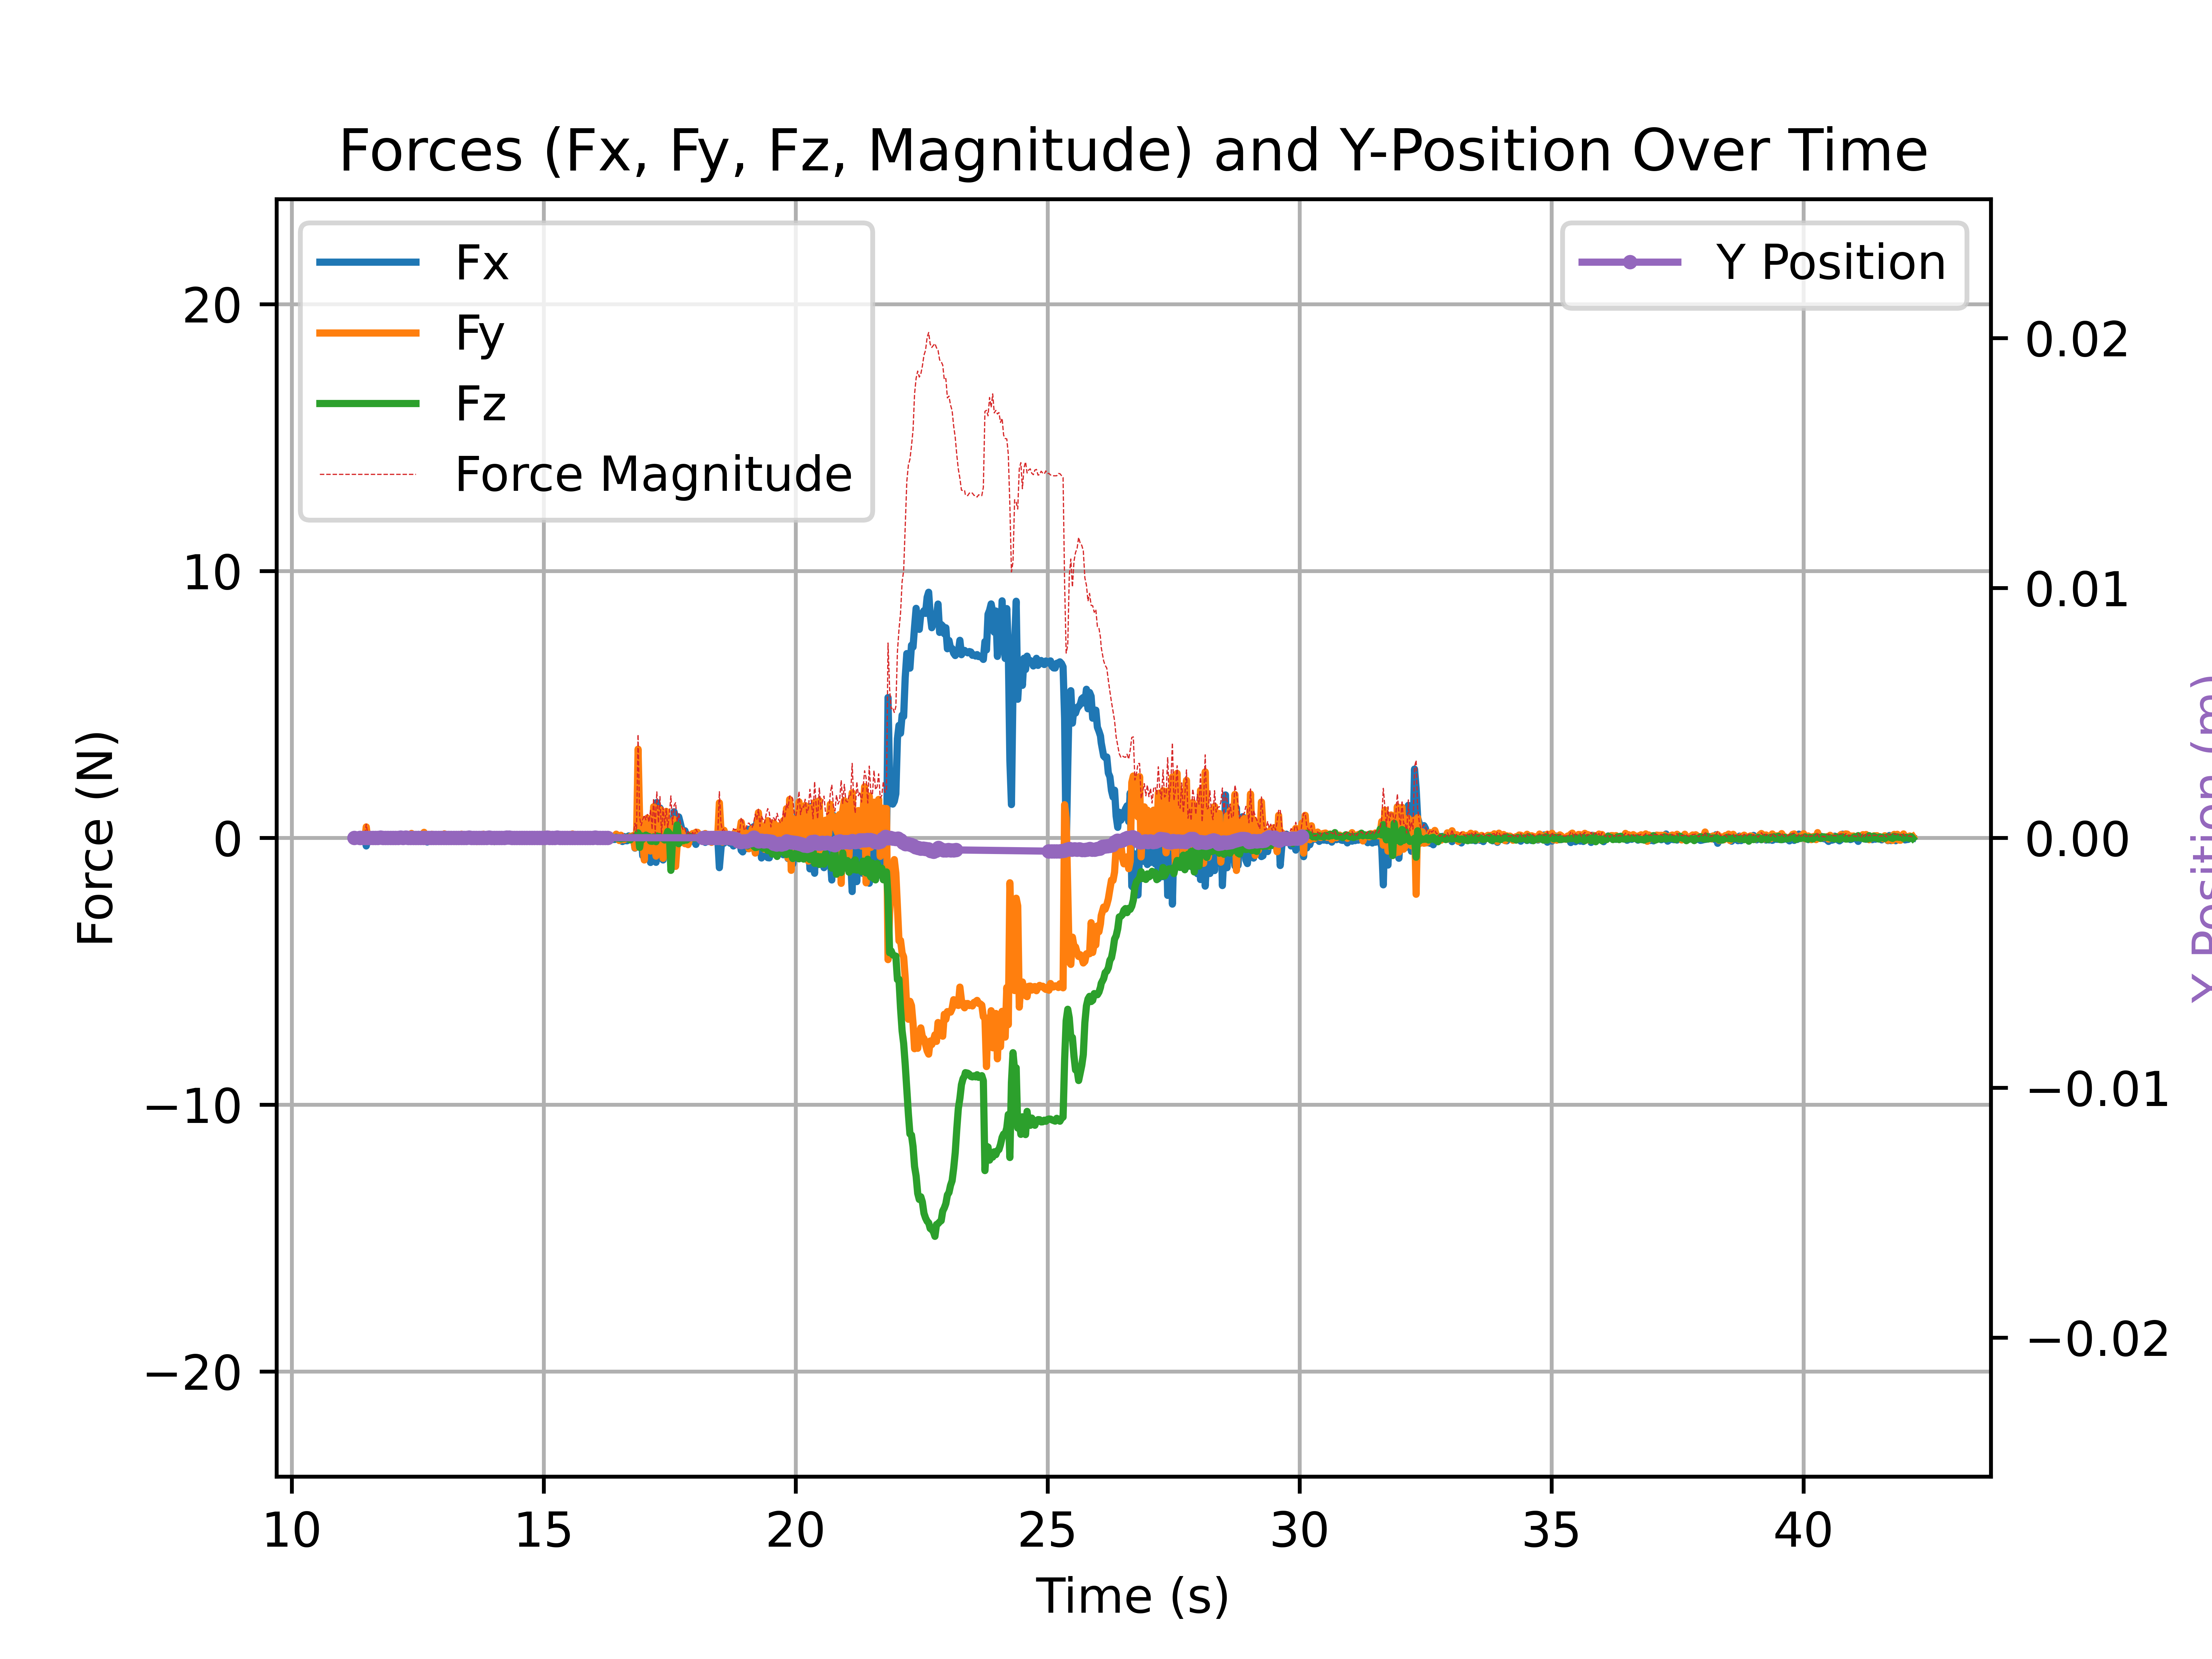 Forces (Fx, Fy, Fz, Magnitude) and Y-Position Over Time
Fx
Fy
Fz
Force Magnitude
Y Position
20
10
0
−10
−20
Force (N)
0.02
0.01
0.00
−0.01
−0.02
Y Position (m)
10 15 20 25 30 35 40
Time (s)